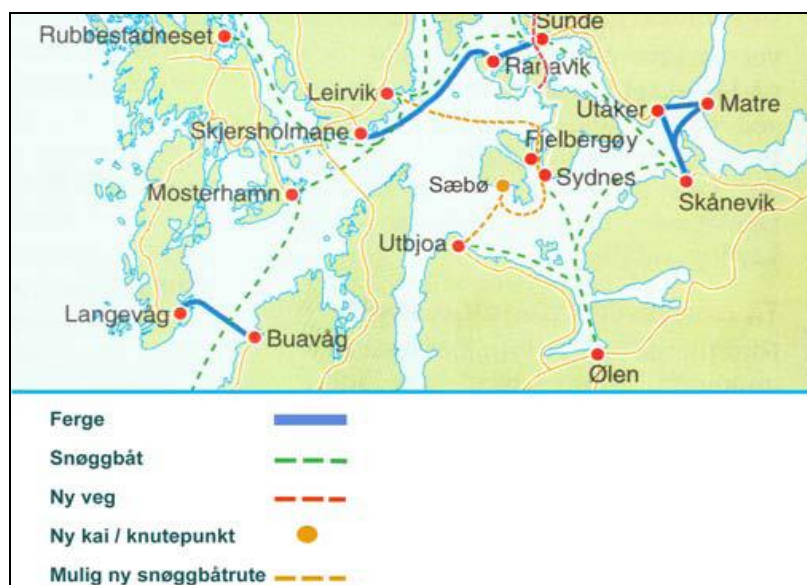 Sunde
Rubbestadneset
Ranavik
Leirvik
Utåker
Matre
Skjersholmane
Fjelbergøy
Sæbø
Sydnes
Mosterhamn
Skånevik
Utbjoa
Langevåg
Buavåg
Ølen
Ferge
Snøggbåt
Ny veg
Ny kai / knutepunkt
Mulig ny snøggbåtrute